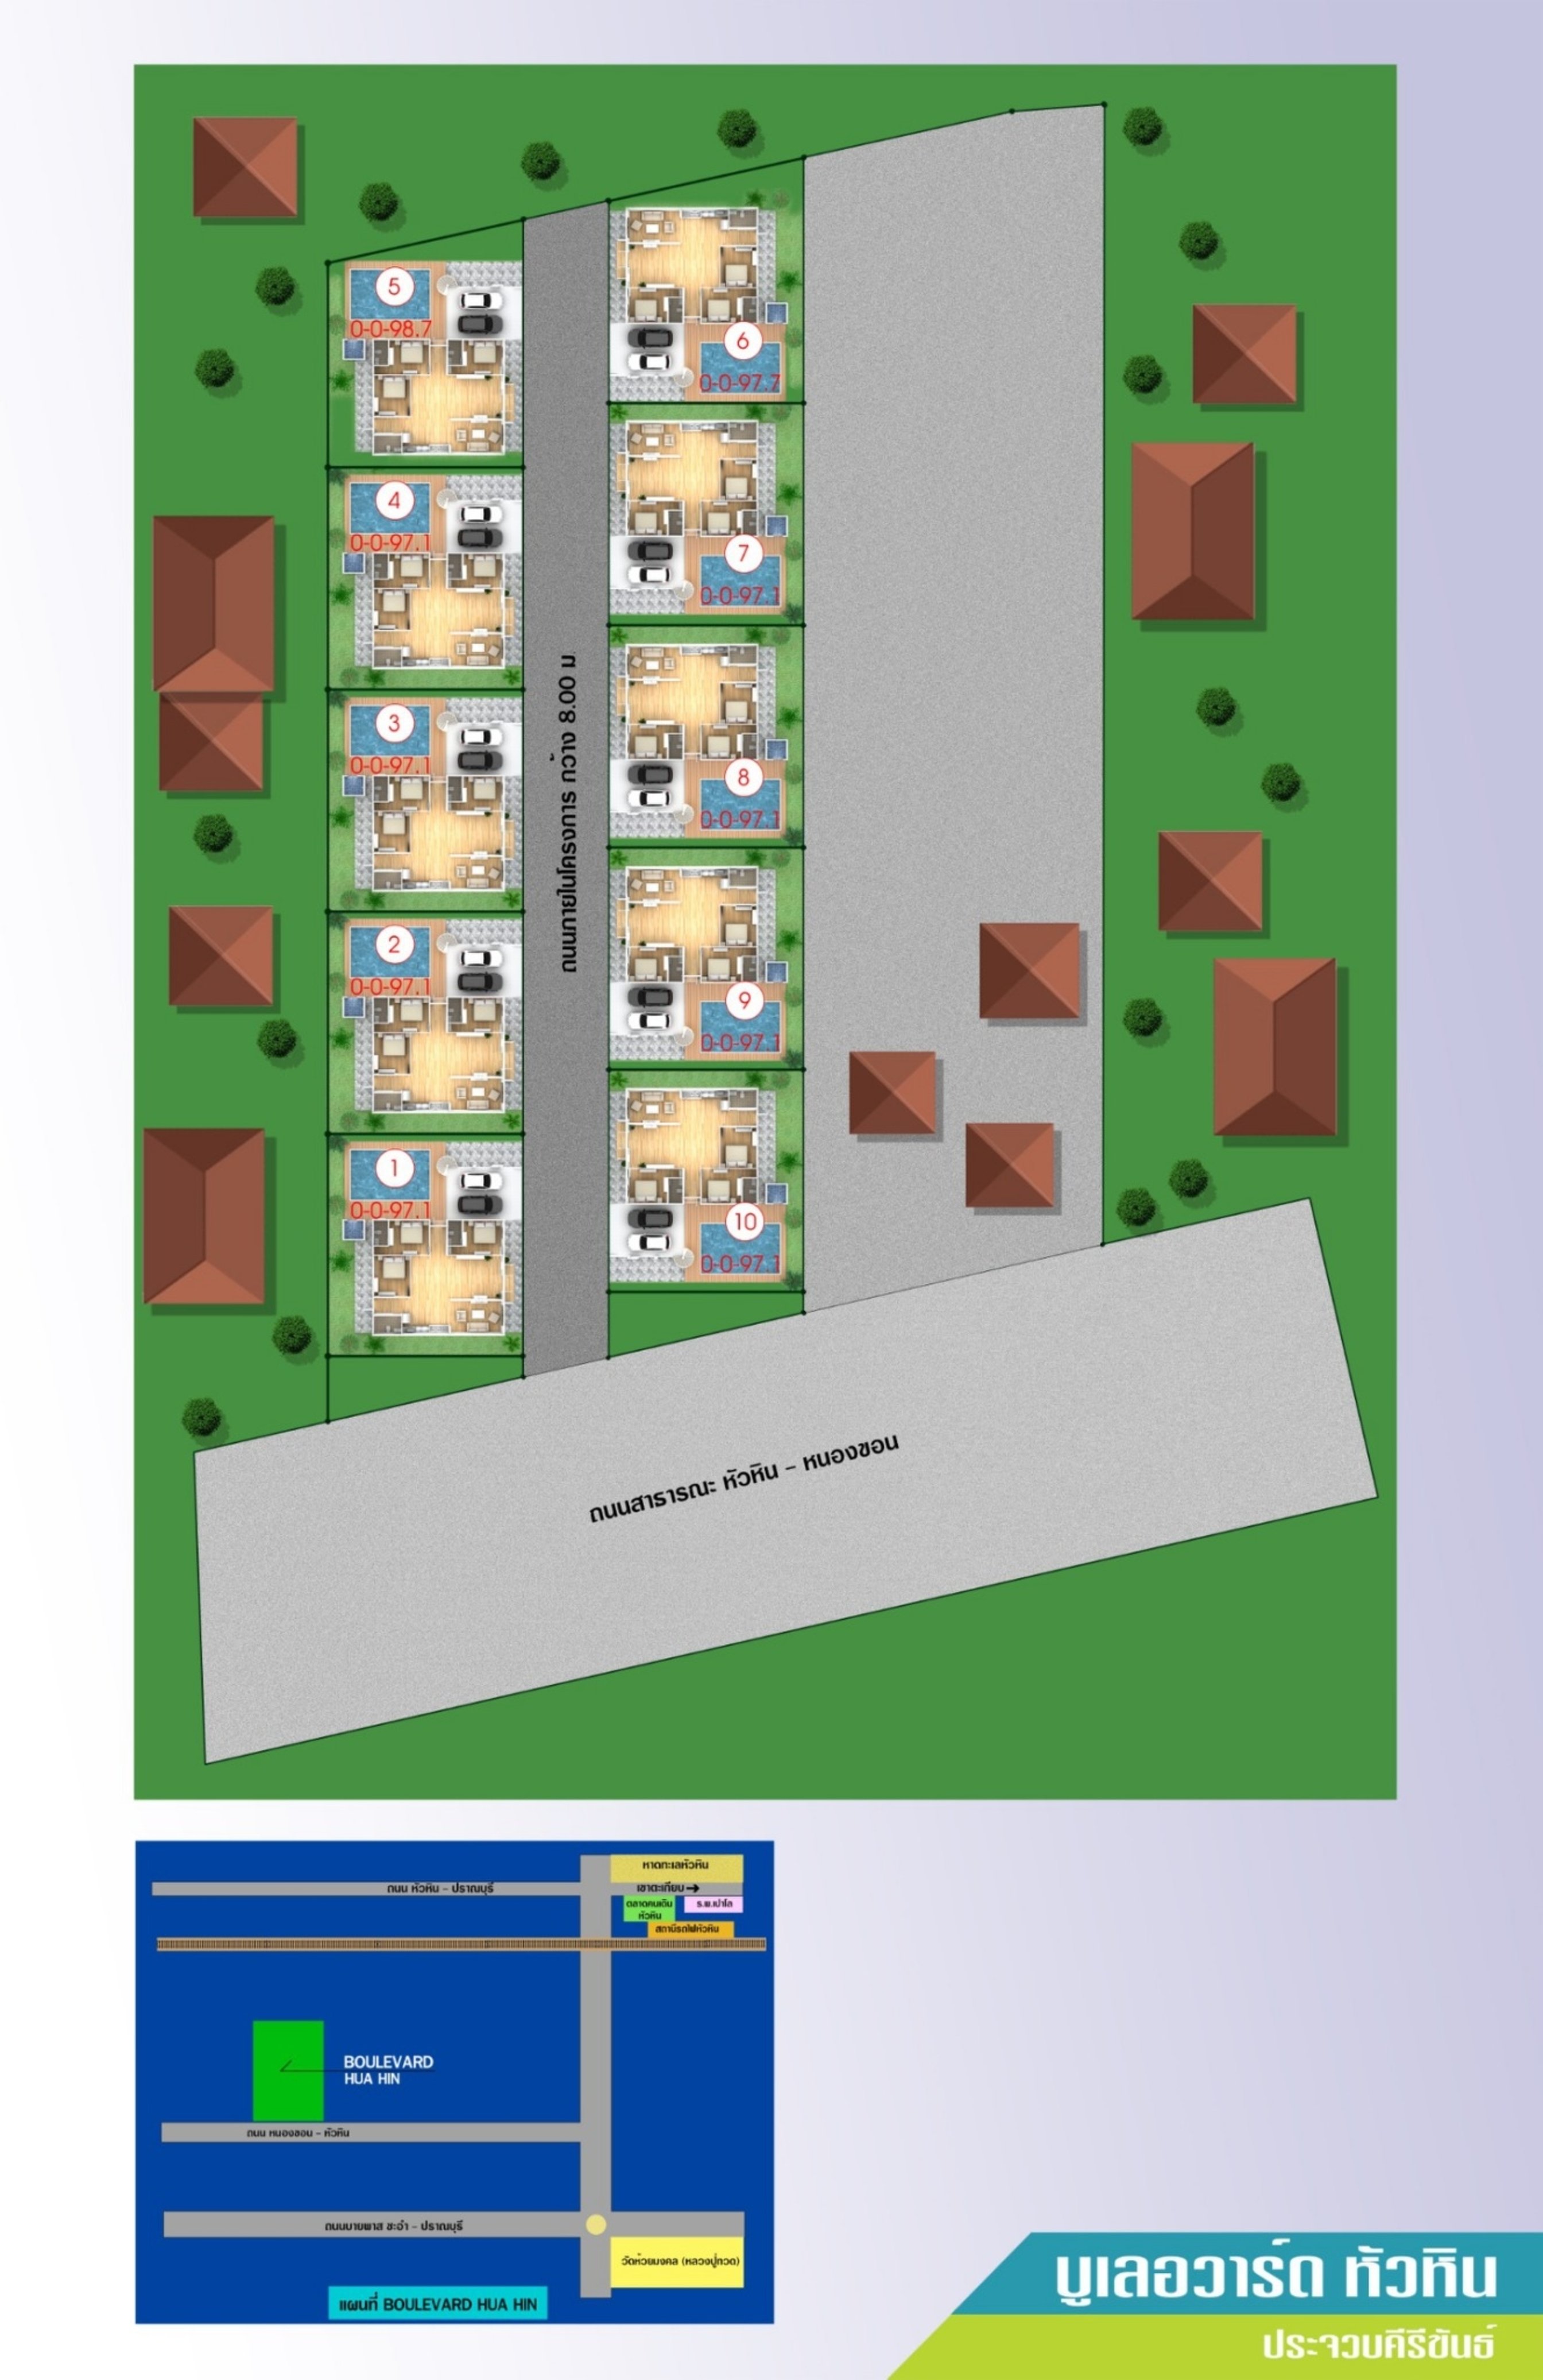 5
0-0-98.7
4
0-0-97.1
3
0-0-97.1
2
0-0-97.1
1
0-0-97.1
ถนนภายในโครงการ กว้าง 8.00 ม
6
0-0-97.7
7
0-0-97.1
8
0-0-97.1
9
0-0-97.1
10
0-0-97.1
ถนนสาธารณะ หัวหิน - หนองขอน
หาดทะเลหัวหิน
ถนน หัวหิน - ปราณบุรี
เขาตะเกียบ
ตลาดคนเดิน
หัวหิน
ร.พ.เปาโล
สถานีรถไฟหัวหิน
BOULEVARD
HUA HIN
ถนน หนองขอน - หัวหิน
ถนนบายพาส ชะอำ - ปราณบุรี
วัดห้วยมงคล (หลวงปู่ทวด)
แผนที่ BOULEVARD HUA HIN
บูเลอวาร์ด หัวหิน
ประจวบคีรีขันธ์